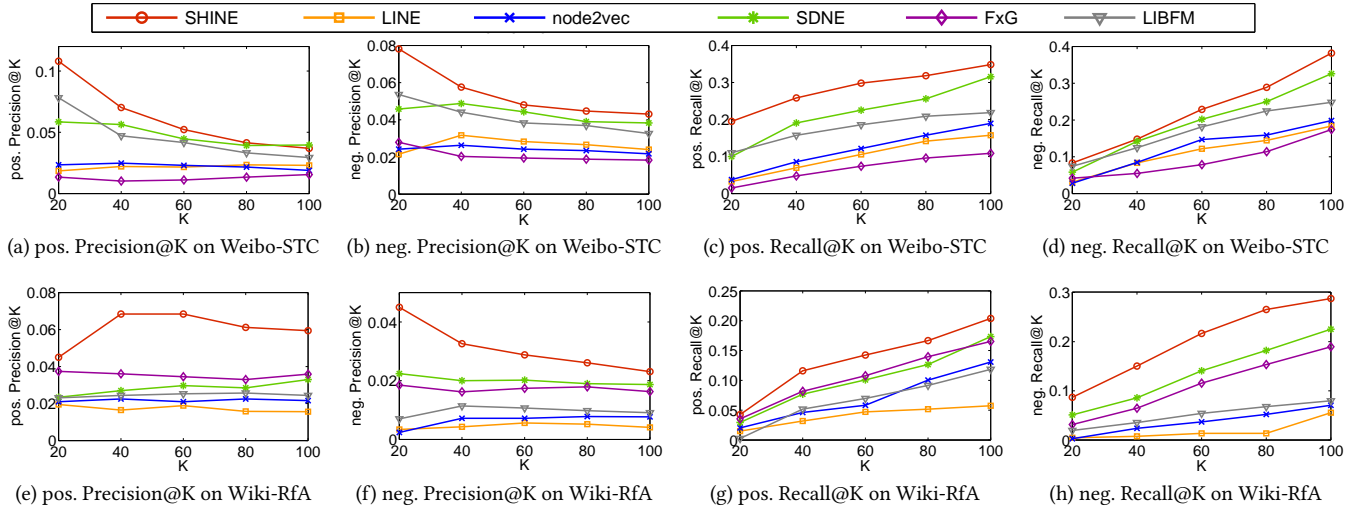 SHINE LINE node2vec SDNE FxG LIBFM
pos. Precision@K
0.1
0.05
0
20 40 60 80 100
K
(a) pos. Precision@K on Weibo-STC
neg. Precision@K
0.08
0.06
0.04
0.02
0
20 40 60 80 100
K
(b) neg. Precision@K on Weibo-STC
pos. Recall@K
0.4
0.3
0.2
0.1
0
20 40 60 80 100
K
(c) pos. Recall@K on Weibo-STC
neg. Recall@K
0.4
0.3
0.2
0.1
0
20 40 60 80 100
K
(d) neg. Recall@K on Weibo-STC
pos. Precision@K
0.08
0.06
0.04
0.02
0
20 40 60 80 100
K
(e) pos. Precision@K on Wiki-RfA
neg. Precision@K
0.04
0.02
0
20 40 60 80 100
K
(f) neg. Precision@K on Wiki-RfA
pos. Recall@K
0.25
0.20
0.15
0.10
0.05
0
20 40 60 80 100
K
(g) pos. Recall@K on Wiki-RfA
neg. Recall@K
0.3
0.2
0.1
0
20 40 60 80 100
K
(h) neg. Recall@K on Wiki-RfA